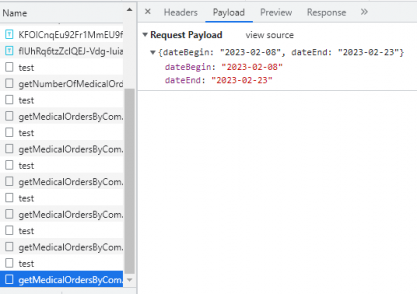 Name
KFOlCnqEu92Fr1MmEU9f
flUhRq6tzZclQEJ-Vdg-Iuia
test
getNumberOfMedicalOrd
test
getMedicalOrdersByCom.
test
getMedicalOrdersByCom.
test
getMedicalOrdersByCom.
test
getMedicalOrdersByCom.
test
getMedicalOrdersByCom.
test
getMedicalOrdersByCom.
× Headers Payload Preview Response »
▼ Request Payload view source
▼ {dateBegin: "2023-02-08", dateEnd: "2023-02-23"}
dateBegin: "2023-02-08"
dateEnd: "2023-02-23"